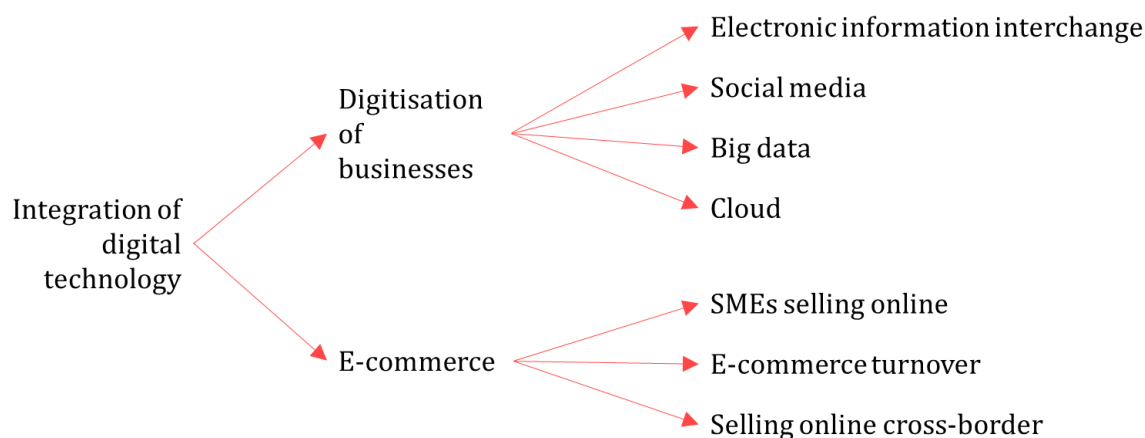 Integration of
digital
technology
Digitisation
of
businesses
Electronic information interchange
Social media
Big data
Cloud
E-commerce
SMEs selling online
E-commerce turnover
Selling online cross-border